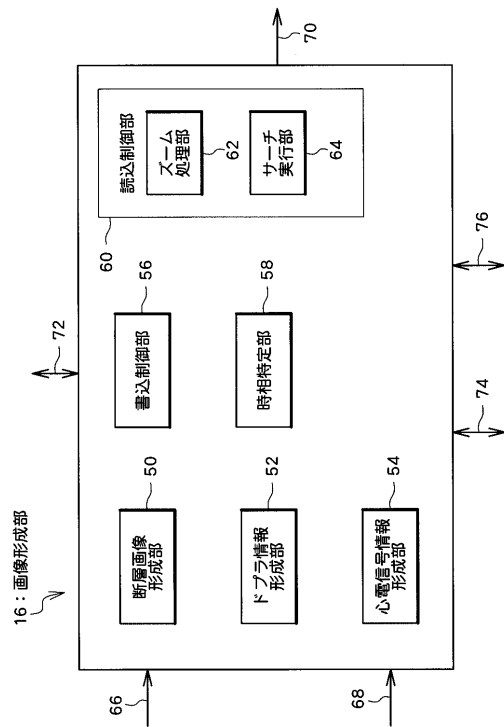 16：画像形成部
72
読込制御部
60
50
断層画像
形成部
56
書込制御部
ズーム
処理部
62
66
70
52
ドプラ情報
形成部
58
時相特定部
サーチ
実行部
64
54
心電信号情報
形成部
68
74
76